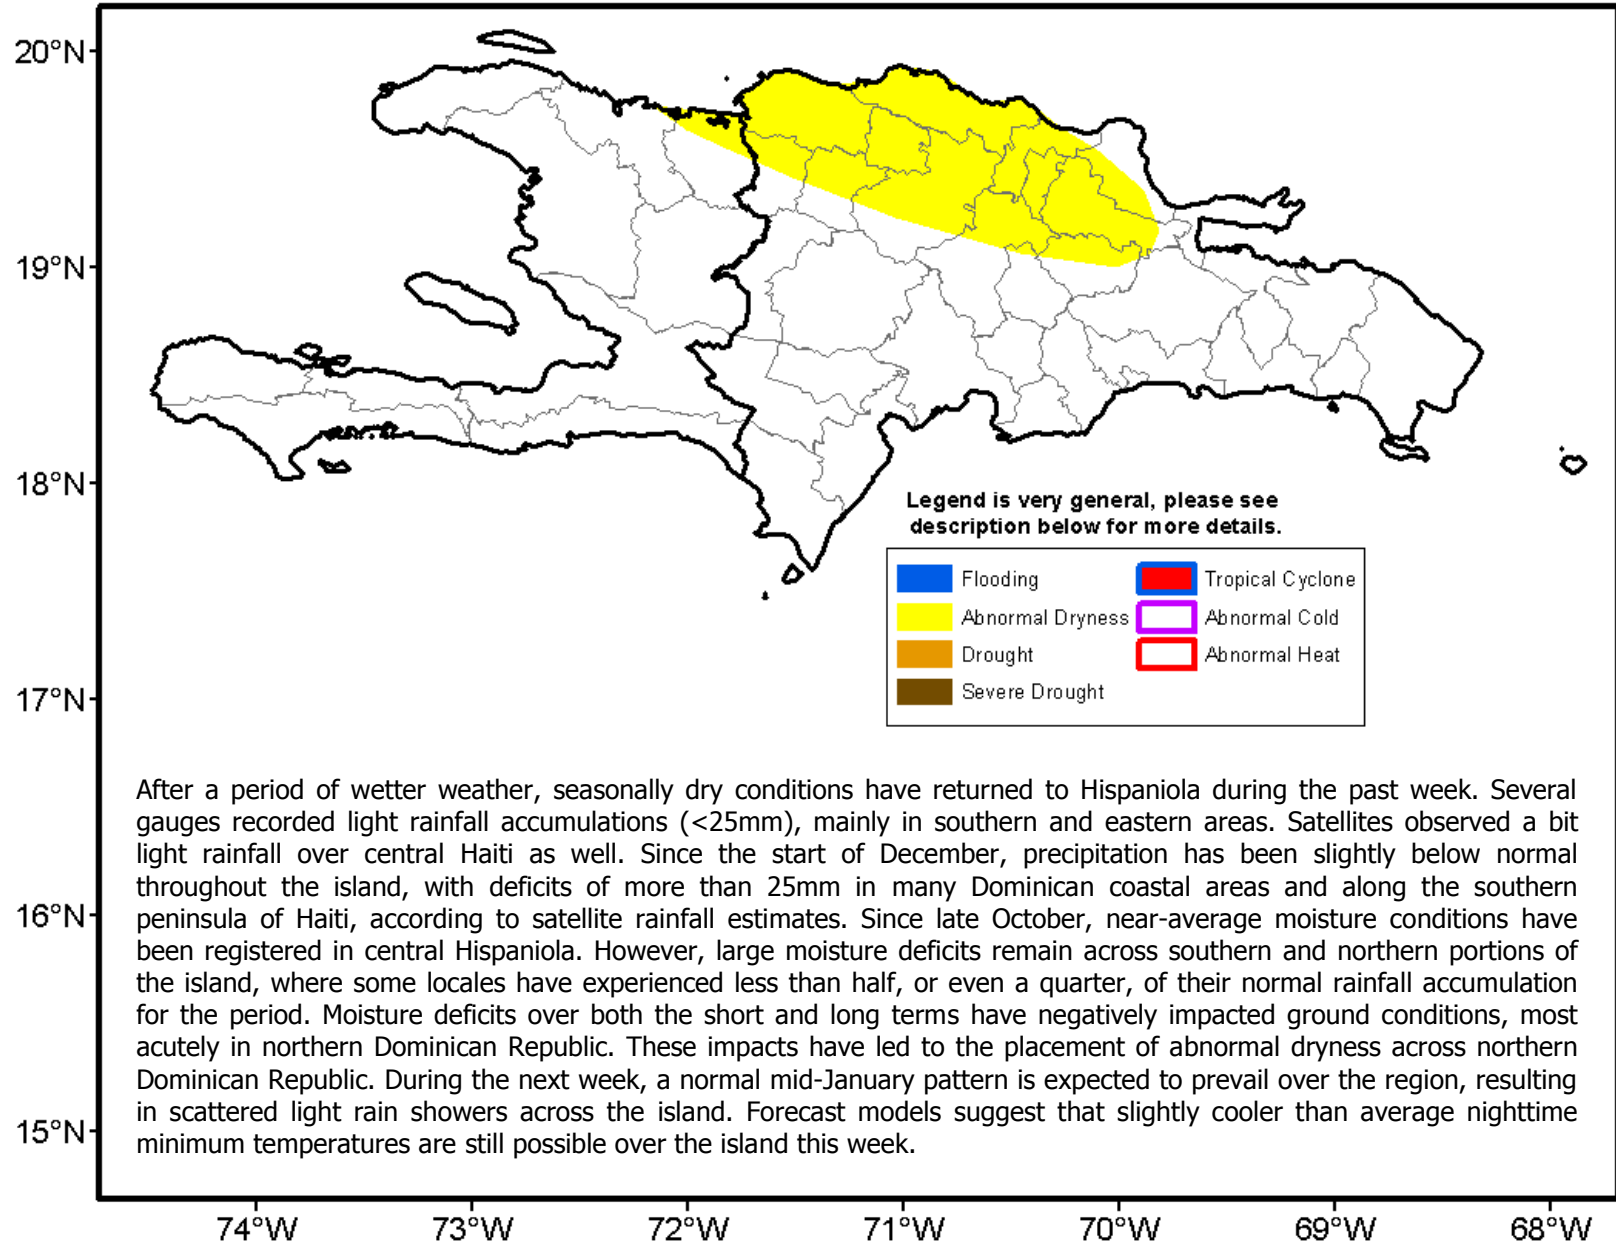 20°N
19°N
18°N
17°N
16°N
15°N
Legend is very general, please see
description below for more details.
Flooding
Tropical Cyclone
Abnormal Dryness
Abnormal Cold
Drought
Abnormal Heat
Severe Drought
After a period of wetter weather, seasonally dry conditions have returned to Hispaniola during the past week. Several
gauges recorded light rainfall accumulations (<25mm), mainly in southern and eastern areas. Satellites observed a bit
light rainfall over central Haiti as well. Since the start of December, precipitation has been slightly below normal
throughout the island, with deficits of more than 25mm in many Dominican coastal areas and along the southern
peninsula of Haiti, according to satellite rainfall estimates. Since late October, near-average moisture conditions have
been registered in central Hispaniola. However, large moisture deficits remain across southern and northern portions of
the island, where some locales have experienced less than half, or even a quarter, of their normal rainfall accumulation
for the period. Moisture deficits over both the short and long terms have negatively impacted ground conditions, most
acutely in northern Dominican Republic. These impacts have led to the placement of abnormal dryness across northern
Dominican Republic. During the next week, a normal mid-January pattern is expected to prevail over the region, resulting
in scattered light rain showers across the island. Forecast models suggest that slightly cooler than average nighttime
minimum temperatures are still possible over the island this week.
74°W 73°W 72°W 71°W 70°W 69°W 68°W